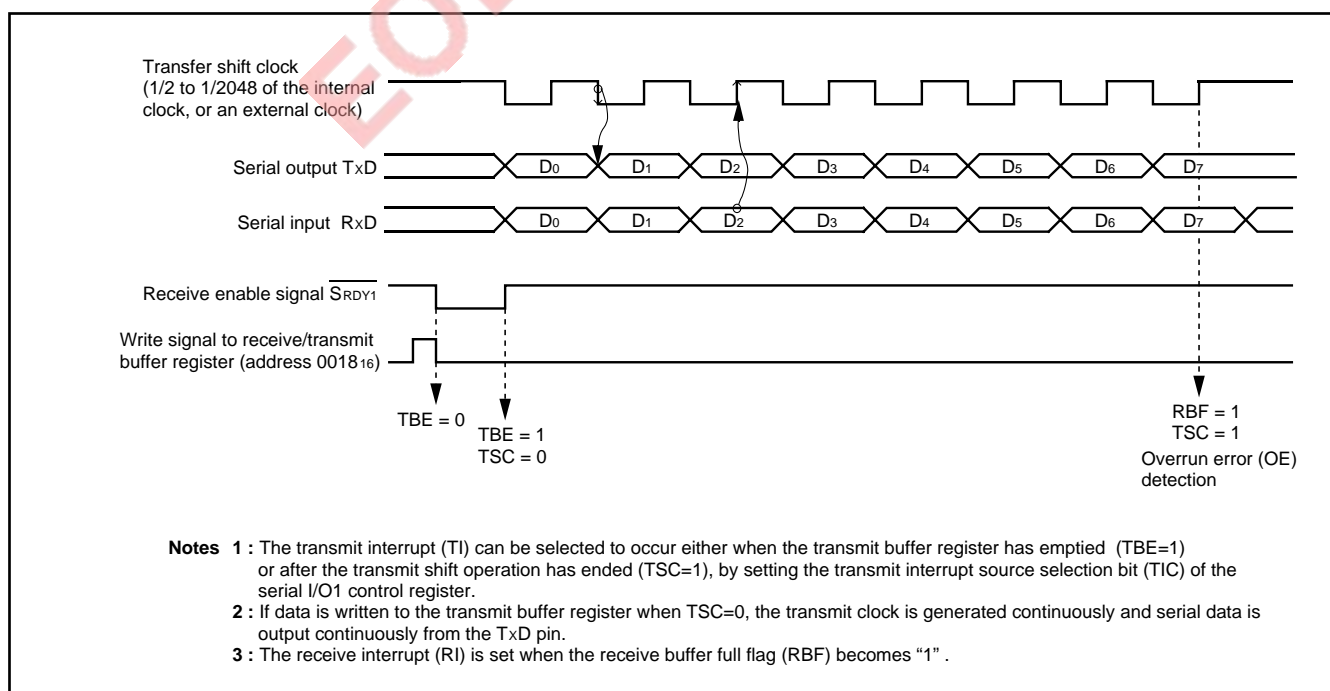 EOL
Transfer shift clock
(1/2 to 1/2048 of the internal
clock, or an external clock)
Serial output TxD
D0 D1 D2 D3 D4 D5 D6 D7
Serial input RxD
D0 D1 D2 D3 D4 D5 D6 D7
Receive enable signal SRDY1
Write signal to receive/transmit
buffer register (address 001816)
TBE = 0
TBE = 1
TSC = 0
RBF = 1
TSC = 1
Overrun error (OE)
detection
Notes 1 : The transmit interrupt (TI) can be selected to occur either when the transmit buffer register has emptied (TBE=1)
or after the transmit shift operation has ended (TSC=1), by setting the transmit interrupt source selection bit (TIC) of the
serial I/O1 control register.
2 : If data is written to the transmit buffer register when TSC=0, the transmit clock is generated continuously and serial data is
output continuously from the TxD pin.
3 : The receive interrupt (RI) is set when the receive buffer full flag (RBF) becomes “1” .